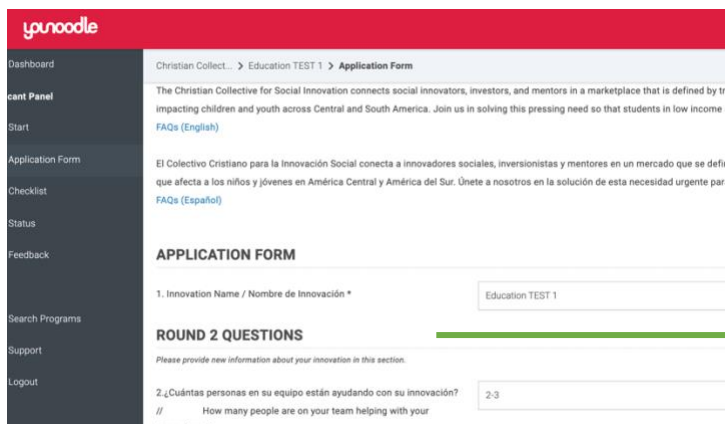 younoodle
Dashboard
cant Panel
Start
Application Form
Checklist
Status
Feedback
Search Programs
Support
Logout
Christian Collect... > Education TEST 1 > Application Form
The Christian Collective for Social Innovation connects social innovators, investors, and mentors in a marketplace that is defined by
impacting children and youth across Central and South America. Join us in solving this pressing need so that students in low income
FAQs (English)
El Colectivo Cristiano para la Innovación Social conecta a innovadores sociales, inversionistas y mentores en un mercado que se
que afecta a los niños y jóvenes en América Central y América del Sur. Únete a nosotros en la solución de esta necesidad urgente
FAQs (Español)
APPLICATION FORM
1. Innovation Name / Nombre de Innovación *
Education TEST 1
ROUND 2 QUESTIONS
Please provide new information about your innovation in this section.
2.¿Cuántas personas en su equipo están ayudando con su innovación?
2-3
// How many people are on your team helping with your